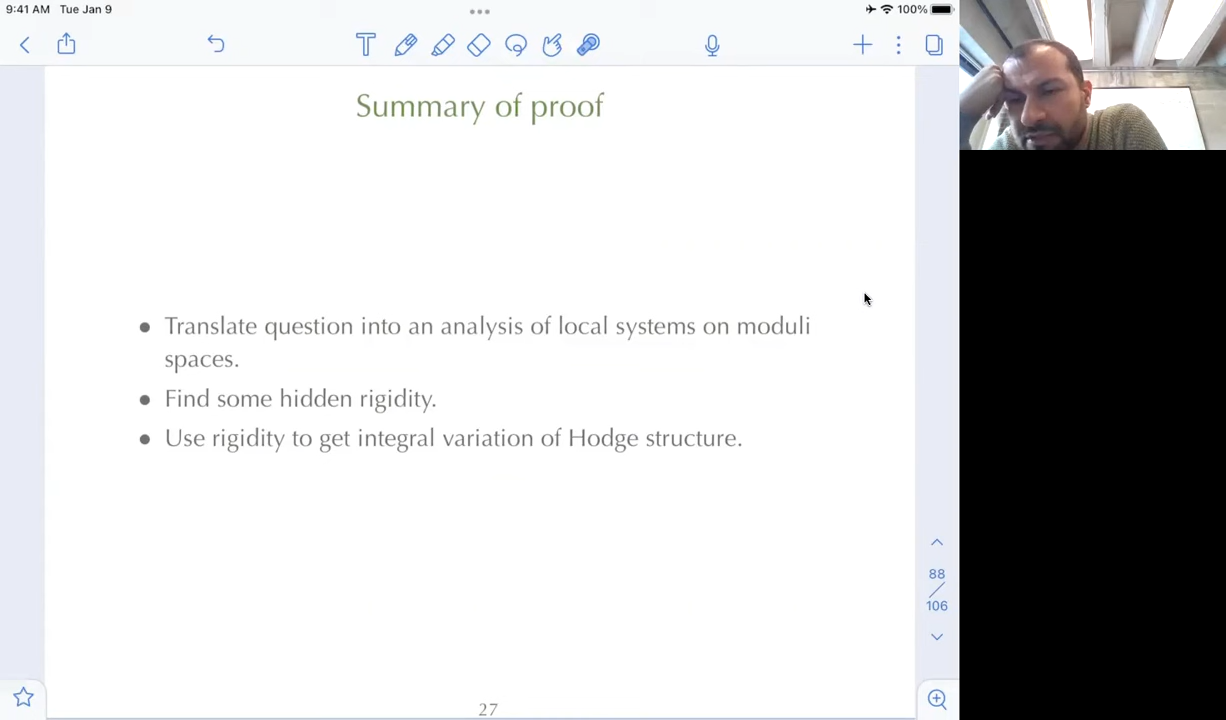 9:41 AM Tue Jan 9
100%
Summary of proof
• Translate question into an analysis of local systems on moduli
spaces.
• Find some hidden rigidity.
• Use rigidity to get integral variation of Hodge structure.
88
106
27